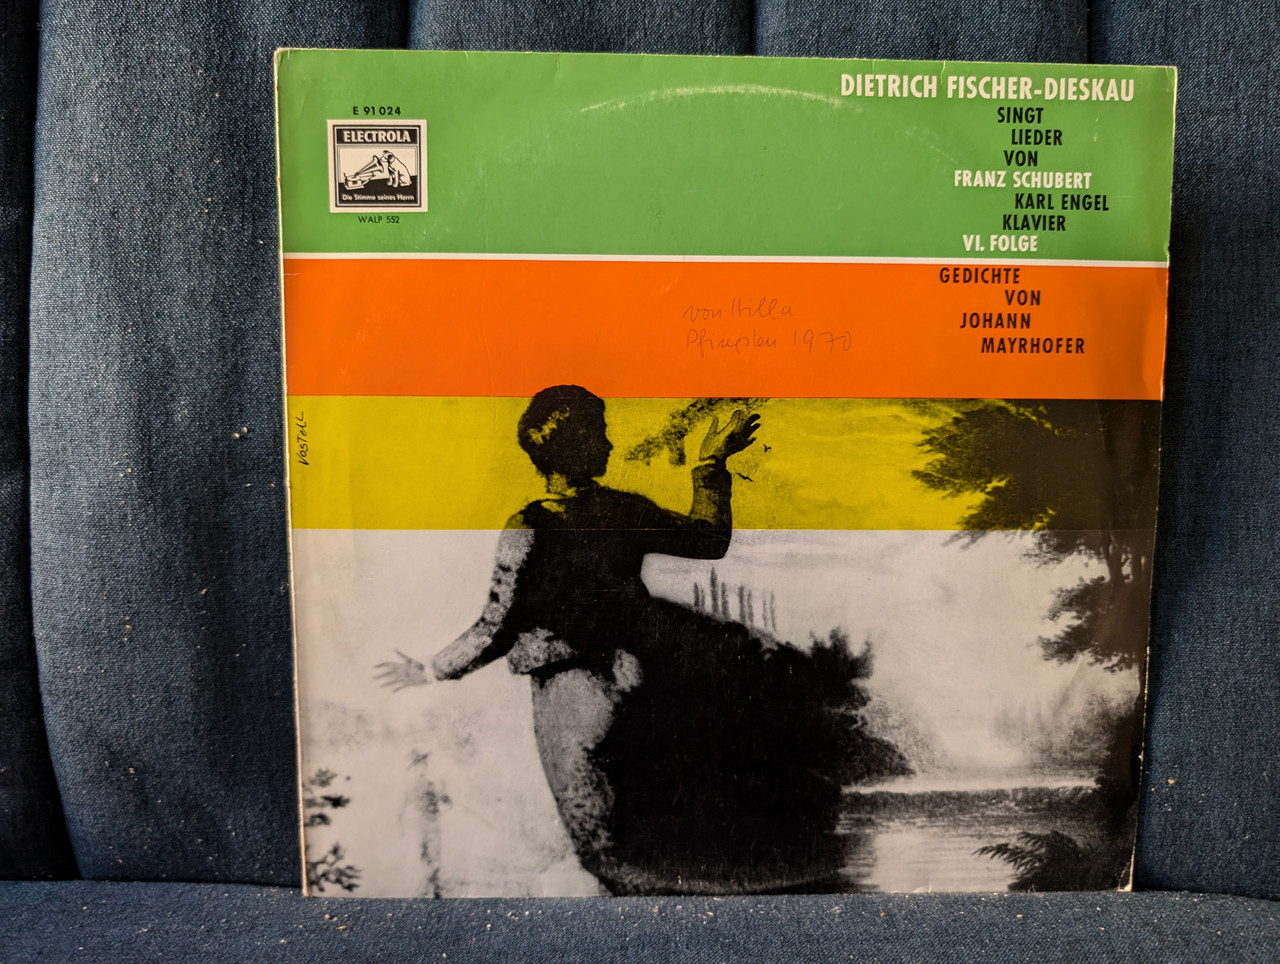 E 91 024
ELECTROLA
Die Stimme seines Herrn
WALP 552
DIETRICH FISCHER-DIESKAU
SINGT
LIEDER
VON
FRANZ SCHUBERT
KARL ENGEL
KLAVIER
VI. FOLGE
GEDICHTE
VON
JOHANN
MAYRHOFER
von Hilla
Pfingsten 1970
VOSTELL